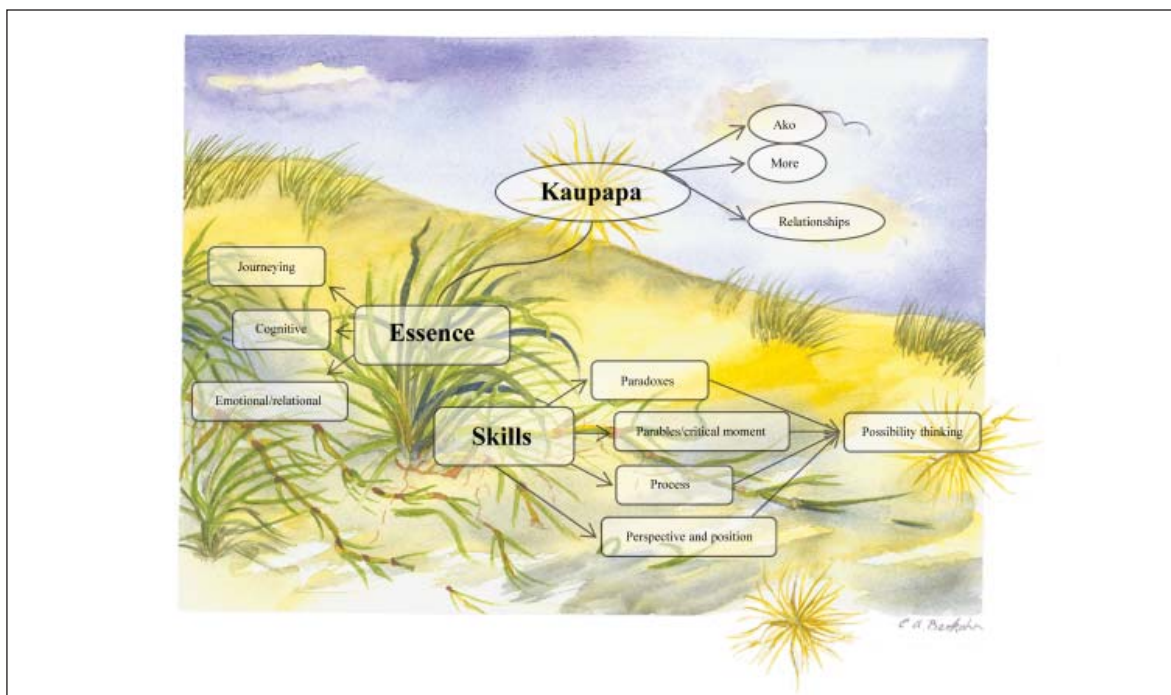 Ako
More
Kaupapa
Relationships
Journeying
Cognitive
Essence
Emotional/relational
Paradoxes
Skills
Parables/critical moment
Possibility thinking
Process
Perspective and position